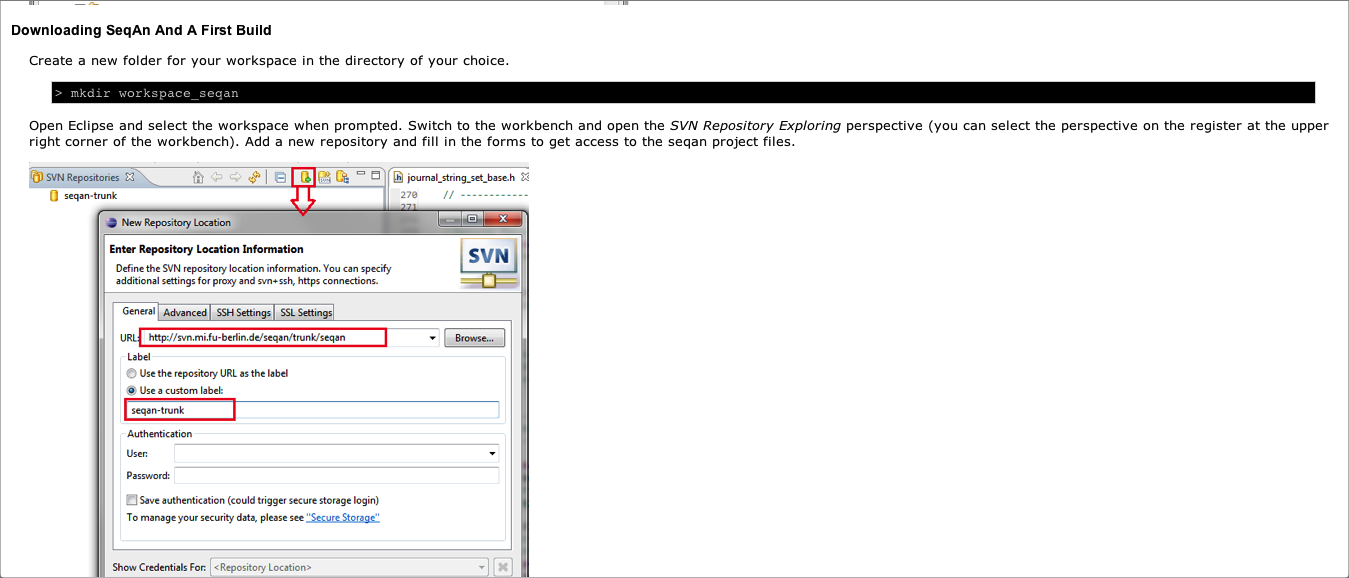 Downloading SeqAn And A First Build
Create a new folder for your workspace in the directory of your choice.
> mkdir workspace_seqan
Open Eclipse and select the workspace when prompted. Switch to the workbench and open the SVN Repository Exploring perspective (you can select the perspective on the register at the upper
right corner of the workbench). Add a new repository and fill in the forms to get access to the seqan project files.
SVN Repositories
journal_string_set_base.h
seqan-trunk
270 // ------------
271
New Repository Location
Enter Repository Location Information
Define the SVN repository location information. You can specify
additional settings for proxy and svn+ssh, https connections.
SVN
General Advanced SSH Settings SSL Settings
URL: http://svn.mi.fu-berlin.de/seqan/trunk/seqan Browse...
Label
Use the repository URL as the label
Use a custom label:
seqan-trunk
Authentication
User:
Password:
Save authentication (could trigger secure storage login)
To manage your security data, please see "Secure Storage"
Show Credentials For: <Repository Location>